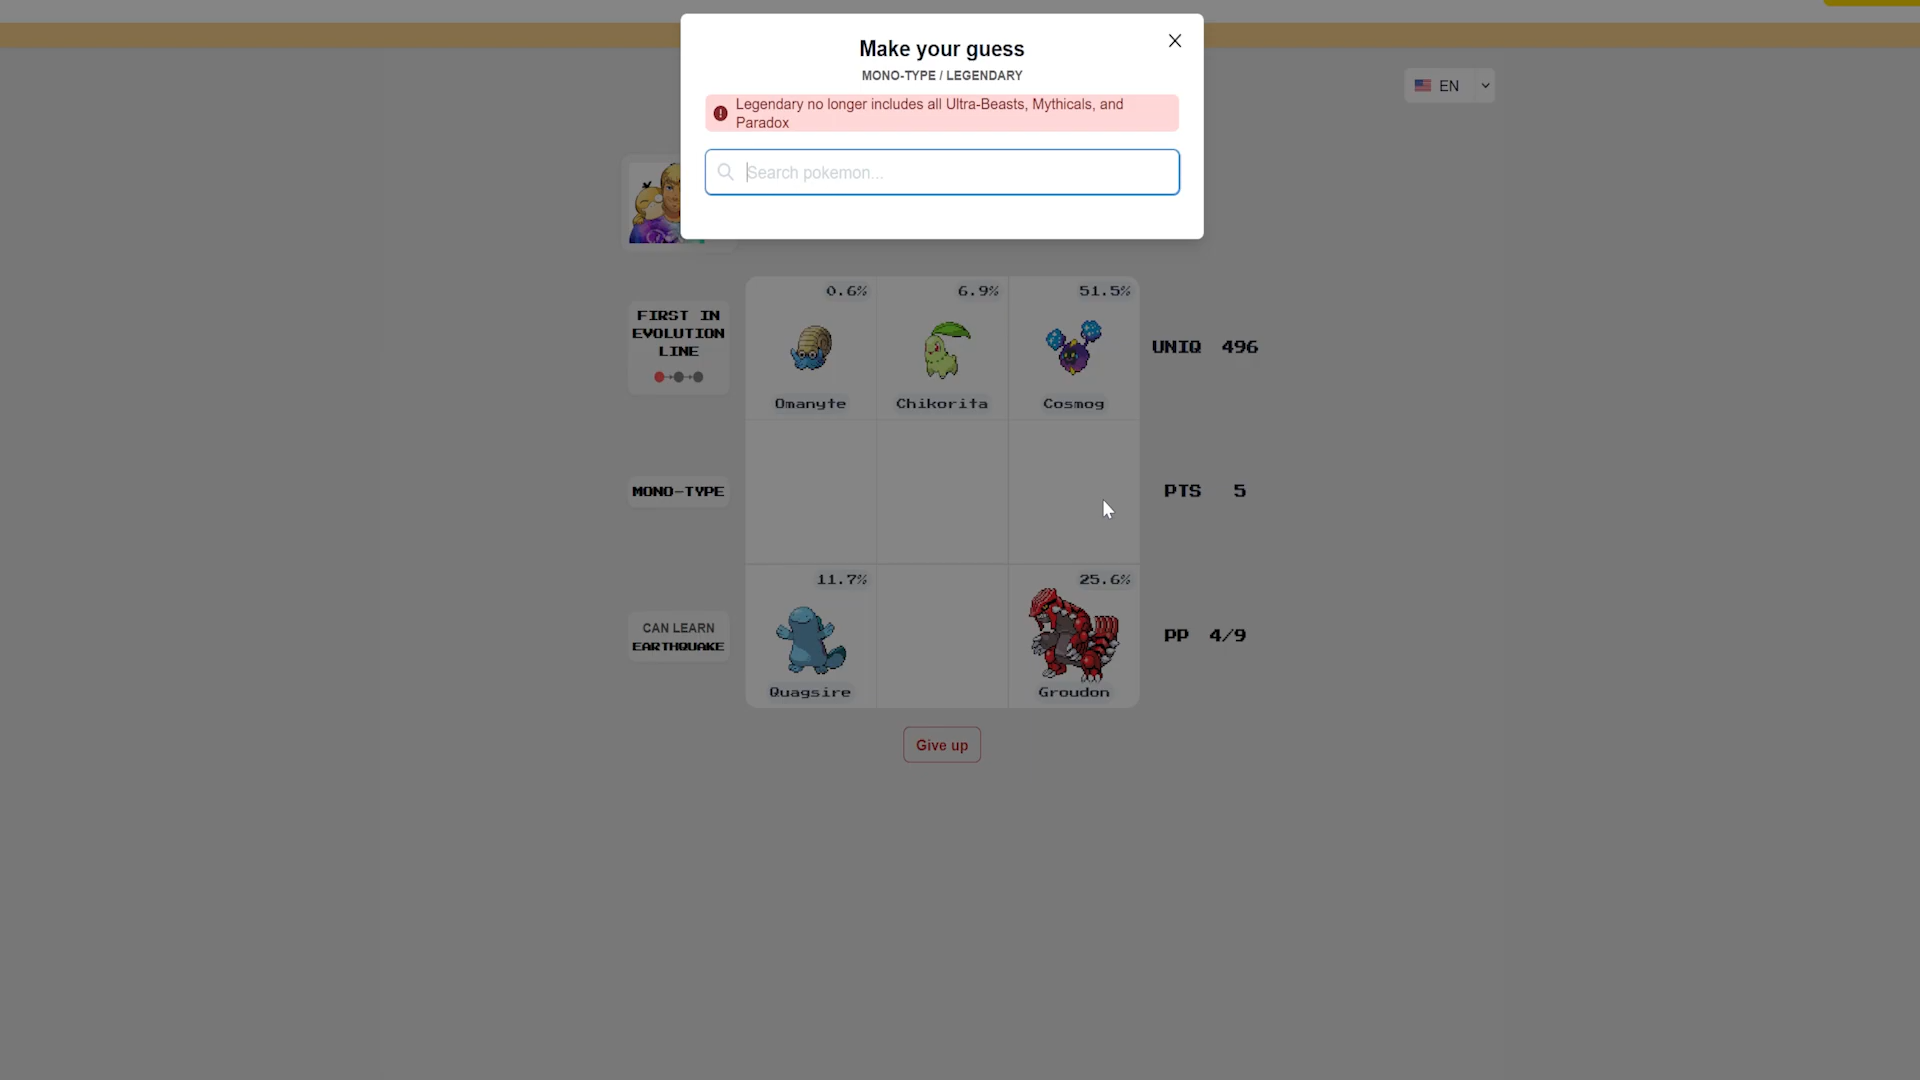 Make your guess
MONO-TYPE / LEGENDARY
Legendary no longer includes all Ultra-Beasts, Mythicals, and
Paradox
Search pokemon...
EN
0.6%
6.9%
51.5%
FIRST IN
EVOLUTION
LINE
UNIQ 496
Omanyte
Chikorita
Cosmog
MONO-TYPE
PTS 5
11.7%
25.6%
CAN LEARN
EARTHQUAKE
PP 4/9
Quagsire
Groudon
Give up